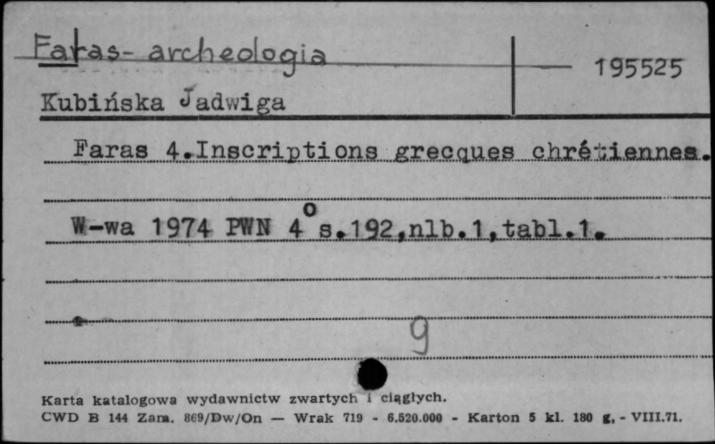 Faras - archeologia
195525
Kubińska Jadwiga
Faras 4.Inscriptions grecques chrétiennes.
W-wa 1974 PWN 4° s.192,nlb.1,tabl.1.
9
Karta katalogowa wydawnictw zwartych i ciągłych.
CWD B 144 Zam. 869/Dw/On — Wrak 719 - 6.520.000 - Karton 5 kl. 180 g. - VIII.71.